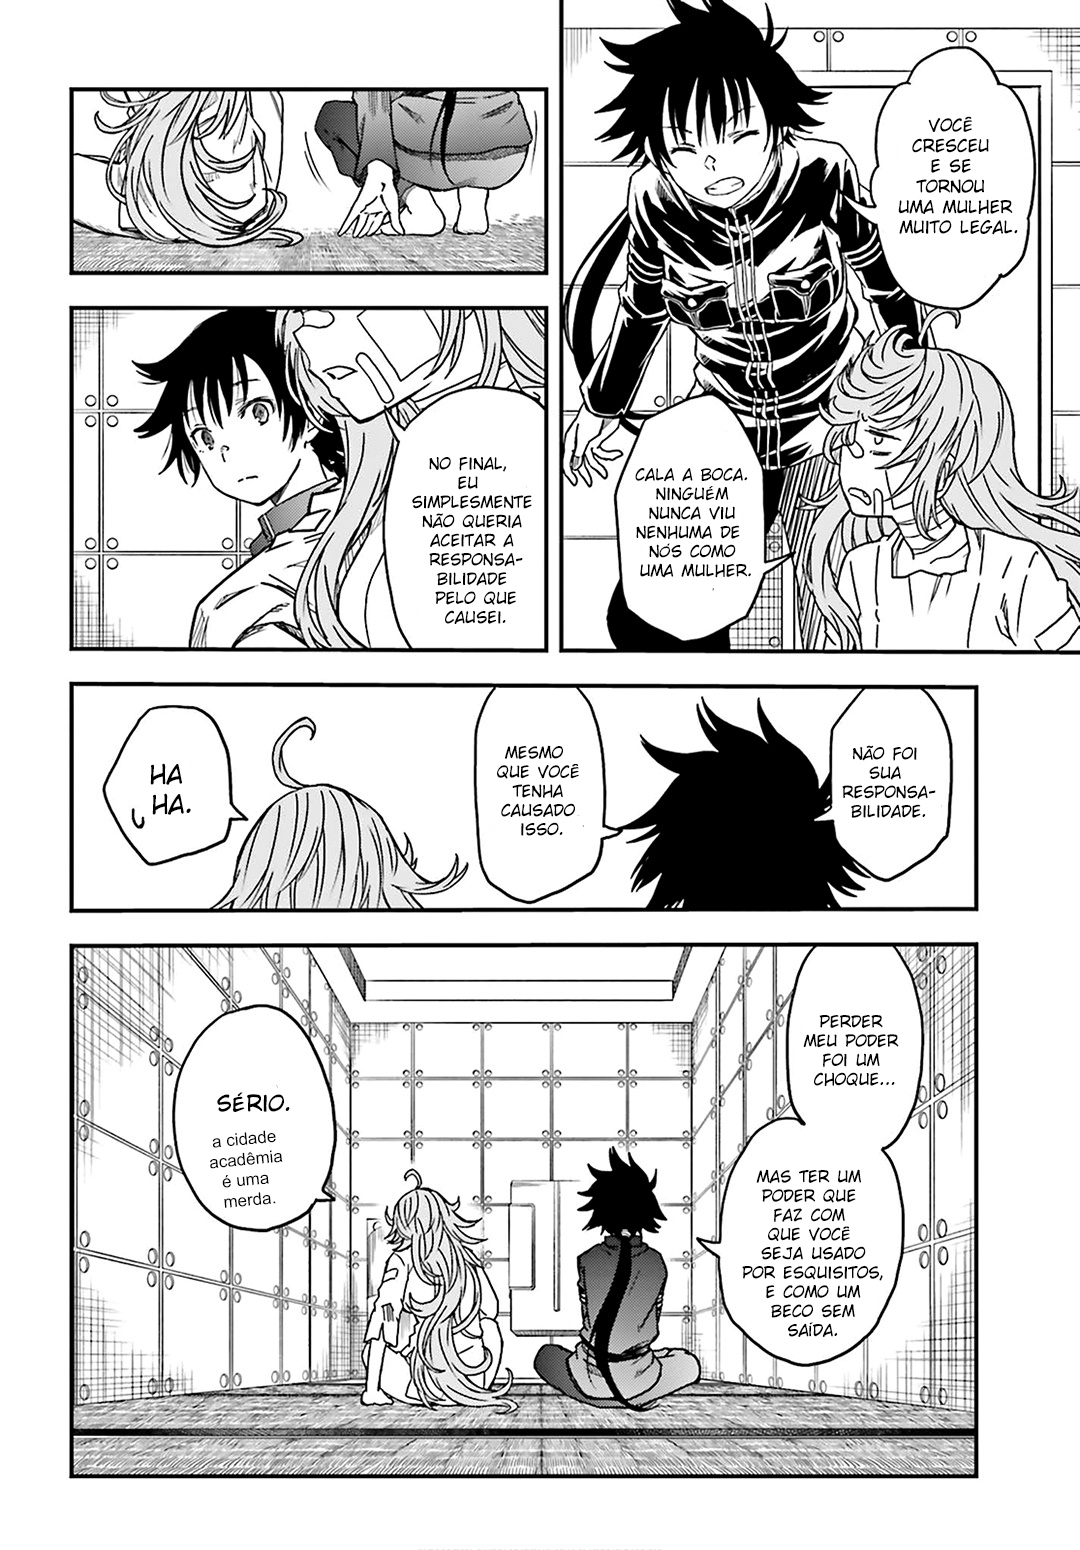 VOCÊ
CRESCEU
E SE
TORNOU
UMA MULHER
MUITO LEGAL.
CALA A BOCA.
NINGUÉM
NUNCA VIU
NENHUMA DE
NÓS COMO
UMA MULHER.
NO FINAL,
EU
SIMPLESMENTE
NÃO QUERIA
ACEITAR A
RESPONSA-
BILIDADE
PELO QUE
CAUSEI.
NÃO FOI
SUA
RESPONSA-
BILIDADE.
MESMO
QUE VOCÊ
TENHA
CAUSADO
ISSO.
HA
HA.
PERDER
MEU PODER
FOI UM
CHOQUE...
MAS TER UM
PODER QUE
FAZ COM
QUE VOCÊ
SEJA USADO
POR ESQUISITOS,
E COMO UM
BECO SEM
SAÍDA.
SÉRIO.
a cidade
acadêmia
é uma
merda.